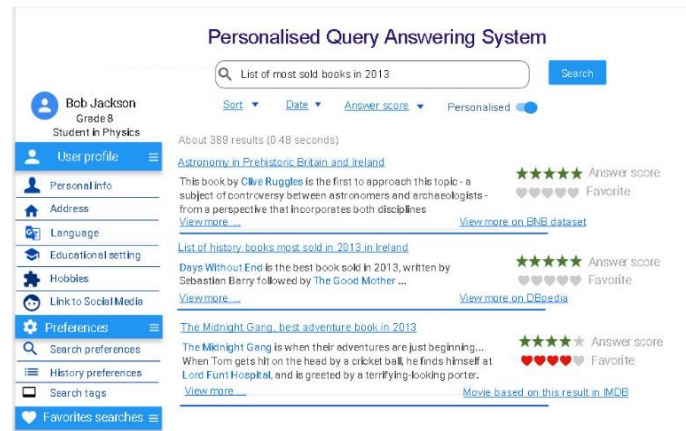 Personalised Query Answering System
List of most sold books in 2013
Search
Sort ▼ Date ▼ Answer score ▼ Personalised
Bob Jackson
Grade 8
Student in Physics
User profile
Personal info
Address
Language
Educational setting
Hobbies
Link to Social Media
Preferences
Search preferences
History preferences
Search tags
Favorites searches
About 389 results (0.48 seconds)
Astronomy in Prehistoric Britain and Ireland
This book by Clive Ruggles is the first to approach this topic - a
subject of controversy between astronomers and archaeologists -
from a perspective that incorporates both disciplines
View more ...
Answer score
Favorite
View more on BNB dataset
List of history books most sold in 2013 in Ireland
Days Without End is the best book sold in 2013, written by
Sebastian Barry followed by The Good Mother ...
View more ...
Answer score
Favorite
View more on DBpedia
The Midnight Gang, best adventure book in 2013
The Midnight Gang is when their adventures are just beginning...
When Tom gets hit on the head by a cricket ball, he finds himself at
Lord Funt Hospital, and is greeted by a terrifying-looking porter.
View more ...
Answer score
Favorite
Movie based on this result in IMDB